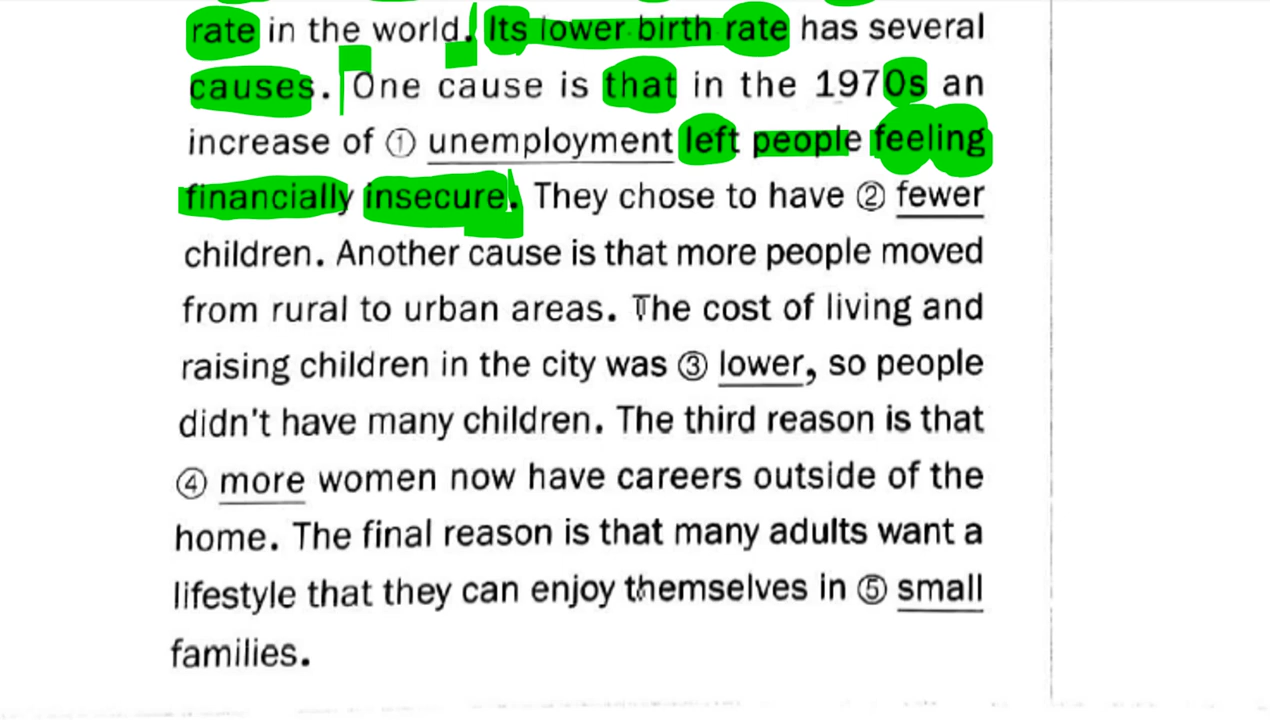 rate in the world. Its lower birth rate has several
causes. One cause is that in the 1970s an
increase of ① unemployment left people feeling
financially insecure. They chose to have ② fewer
children. Another cause is that more people moved
from rural to urban areas. The cost of living and
raising children in the city was ③ lower, so people
didn't have many children. The third reason is that
④ more women now have careers outside of the
home. The final reason is that many adults want a
lifestyle that they can enjoy themselves in ⑤ small
families.